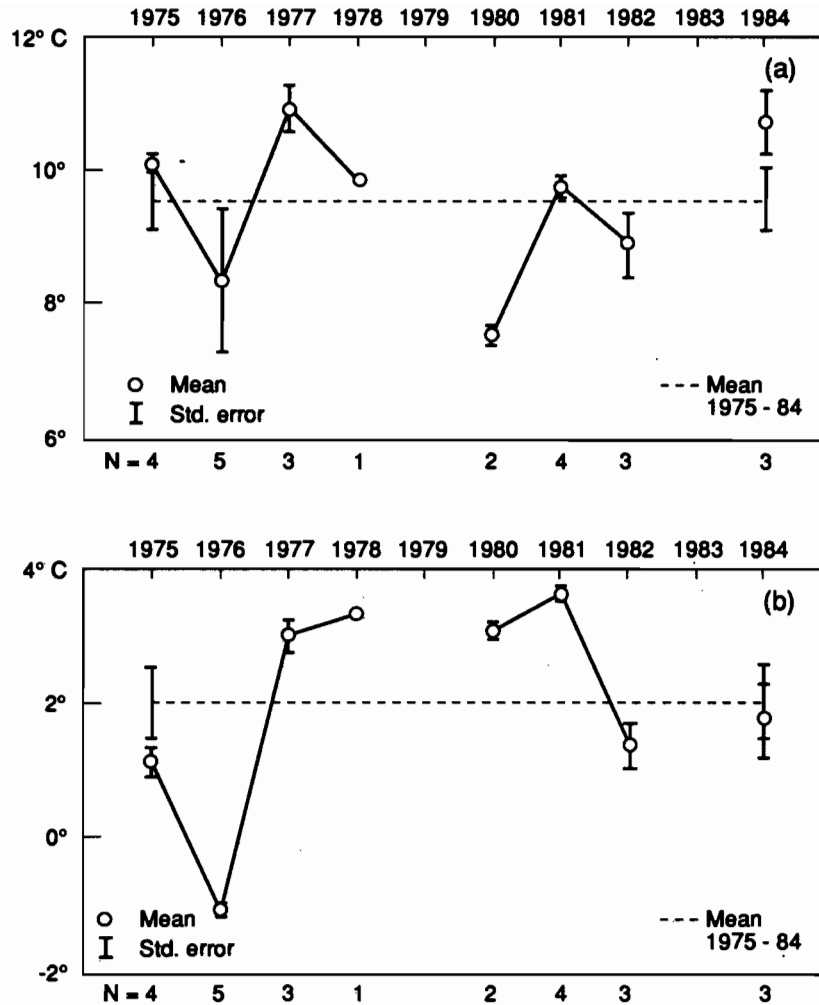 1975 1976 1977 1978 1979 1980 1981 1982 1983 1984
12° C
(a)
10°
8°
Mean
Std. error
Mean
1975 - 84
6°
N = 4 5 3 1 2 4 3 3
1975 1976 1977 1978 1979 1980 1981 1982 1983 1984
4° C
(b)
2°
0°
Mean
Std. error
Mean
1975 - 84
-2°
N = 4 5 3 1 2 4 3 3